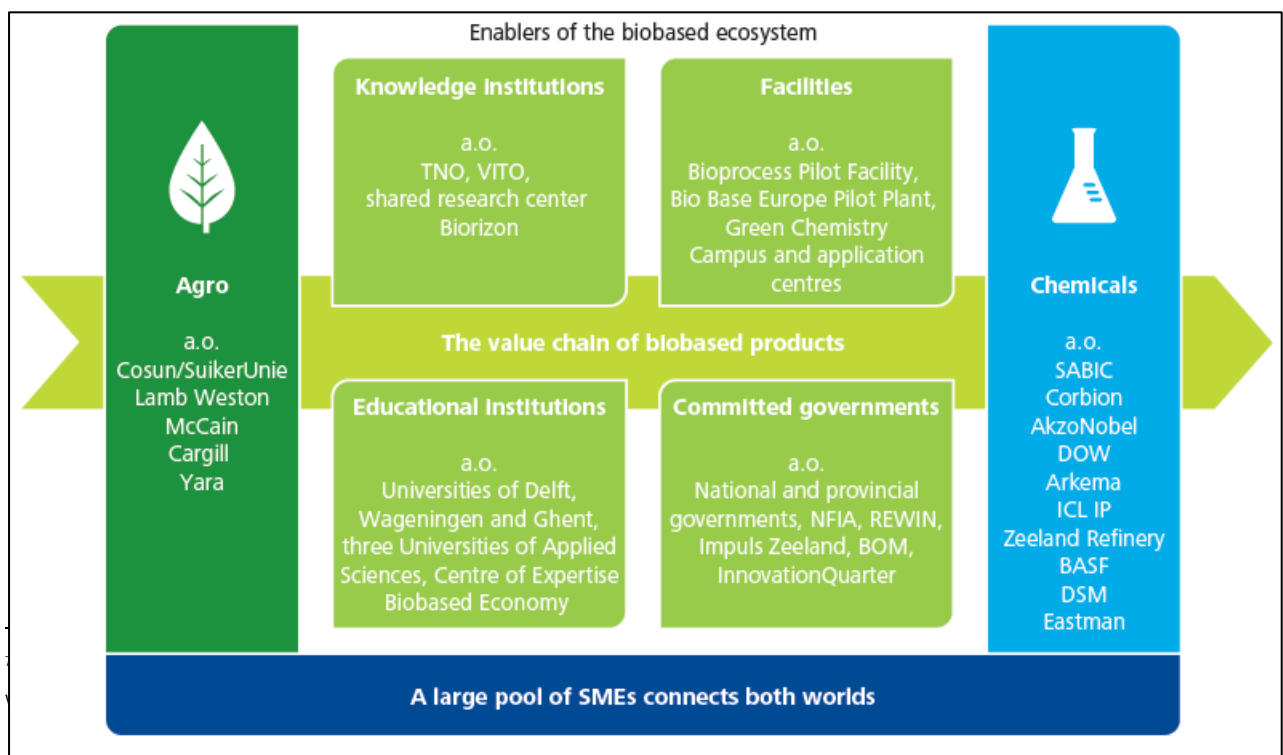 Enablers of the biobased ecosystem
Agro
a.o.
Cosun/SuikerUnie
Lamb Weston
McCain
Cargill
Yara
Knowledge institutions
a.o.
TNO, VITO,
shared research center
Biorizon
Facilities
a.o.
Bioprocess Pilot Facility,
Bio Base Europe Pilot Plant,
Green Chemistry
Campus and application
centres
The value chain of biobased products
Educational institutions
a.o.
Universities of Delft,
Wageningen and Ghent,
three Universities of Applied
Sciences, Centre of Expertise
Biobased Economy
Committed governments
a.o.
National and provincial
governments, NFIA, REWIN,
Impuls Zeeland, BOM,
InnovationQuarter
Chemicals
a.o.
SABIC
Corbion
AkzoNobel
DOW
Arkema
ICL IP
Zeeland Refinery
BASF
DSM
Eastman
A large pool of SMEs connects both worlds